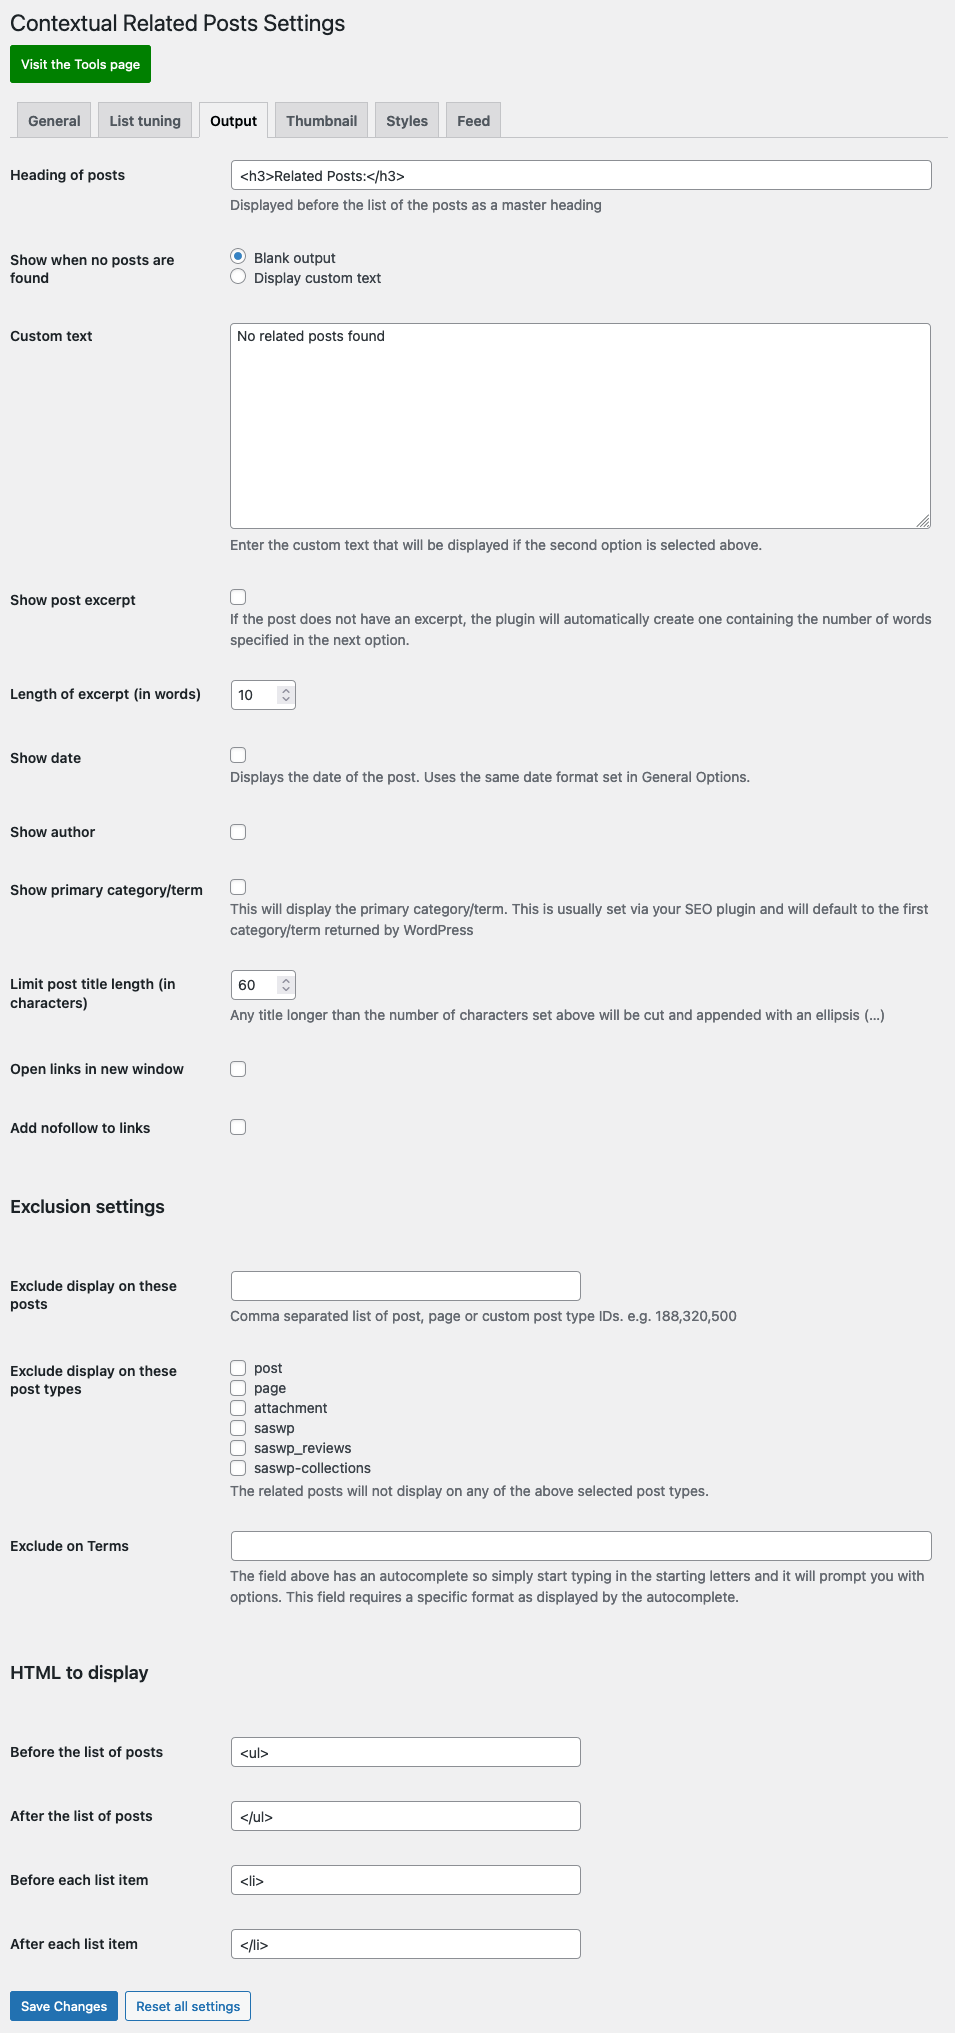 Contextual Related Posts Settings
Visit the Tools page
General List tuning Output Thumbnail Styles Feed
Heading of posts
<h3>Related Posts:</h3>
Displayed before the list of the posts as a master heading
Show when no posts are
found
Blank output
Display custom text
Custom text
No related posts found
Enter the custom text that will be displayed if the second option is selected above.
Show post excerpt
If the post does not have an excerpt, the plugin will automatically create one containing the number of words
specified in the next option.
Length of excerpt (in words)
10
Show date
Displays the date of the post. Uses the same date format set in General Options.
Show author
Show primary category/term
This will display the primary category/term. This is usually set via your SEO plugin and will default to the first
category/term returned by WordPress
Limit post title length (in
characters)
60
Any title longer than the number of characters set above will be cut and appended with an ellipsis (...)
Open links in new window
Add nofollow to links
Exclusion settings
Exclude display on these
posts
Comma separated list of post, page or custom post type IDs. e.g. 188,320,500
Exclude display on these
post types
post
page
attachment
saswp
saswp_reviews
saswp-collections
The related posts will not display on any of the above selected post types.
Exclude on Terms
The field above has an autocomplete so simply start typing in the starting letters and it will prompt you with
options. This field requires a specific format as displayed by the autocomplete.
HTML to display
Before the list of posts
<ul>
After the list of posts
</ul>
Before each list item
<li>
After each list item
</li>
Save Changes Reset all settings